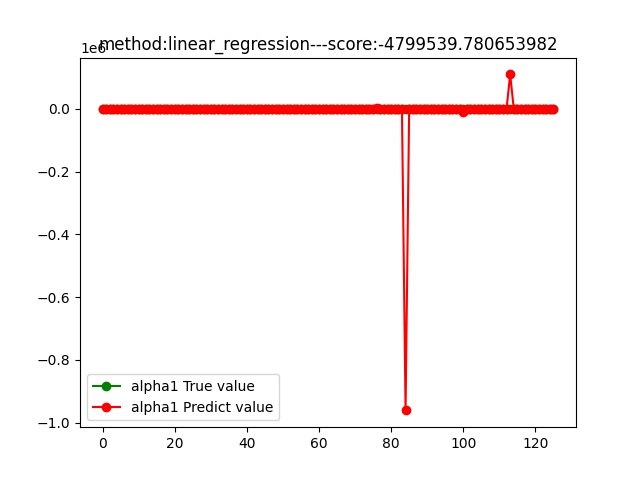 method:linear_regression---score:-4799539.780653982
1e6
0.0
−0.2
−0.4
−0.6
−0.8
−1.0
alpha1 True value
alpha1 Predict value
0 20 40 60 80 100 120